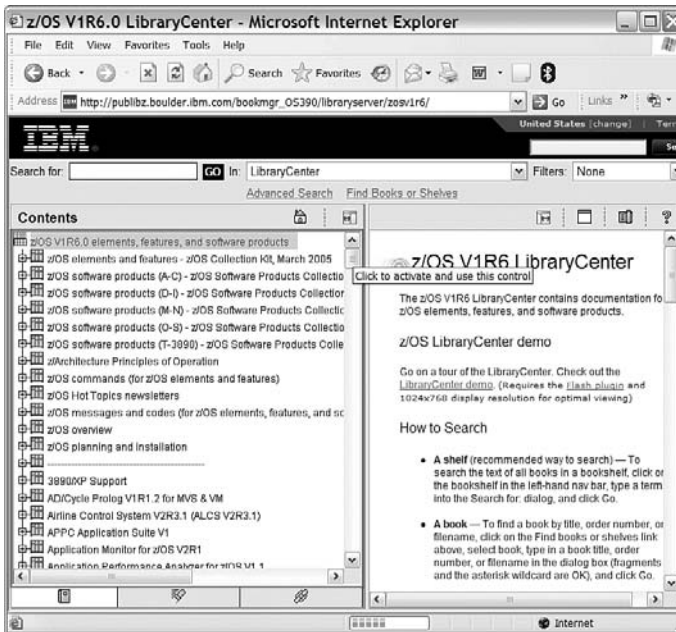 z/OS V1R6.0 LibraryCenter - Microsoft Internet Explorer
File Edit View Favorites Tools Help
Back Search Favorites
Address http://publibz.boulder.ibm.com/bookmgr_OS390/libraryserver/zosv1r6/ Go Links »
United States [change]
IBM
Search for: GO In: LibraryCenter Filters: None
Advanced Search Find Books or Shelves
Contents
z/OS V1R6.0 elements, features, and software products
z/OS elements and features - z/OS Collection Kit, March 2005
z/OS software products (A-C) - z/OS Software Products Collectio
z/OS software products (D-I) - z/OS Software Products Collection
z/OS software products (M-N) - z/OS Software Products Collectic
z/OS software products (O-S) - z/OS Software Products Collectio
z/OS software products (T-3890) - z/OS Software Products Colle
z/Architecture Principles of Operation
z/OS commands (for z/OS elements and features)
z/OS Hot Topics newsletters
z/OS messages and codes (for z/OS elements, features, and sc
z/OS overview
z/OS planning and installation
3890/XP Support
AD/Cycle Prolog V1R1.2 for MVS & VM
Airline Control System V2R3.1 (ALCS V2R3.1)
APPC Application Suite V1
Application Monitor for z/OS V2R1
Application Performance Analyzer for z/OS V1.1
Click to activate and use this control
z/OS V1R6 LibraryCenter
The z/OS V1R6 LibraryCenter contains documentation fo
z/OS elements, features, and software products.
z/OS LibraryCenter demo
Go on a tour of the LibraryCenter. Check out the
LibraryCenter demo. (Requires the Flash plugin and
1024x768 display resolution for optimal viewing)
How to Search
• A shelf (recommended way to search) — To
search the text of all books in a bookshelf, click or
the bookshelf in the left-hand nav bar, type a term
into the Search for: dialog, and click Go.
• A book — To find a book by title, order number, or
filename, click on the Find books or shelves link
above, select book, type in a book title, order
number, or filename in the dialog box (fragments
and the asterisk wildcard are OK), and click Go.
Internet